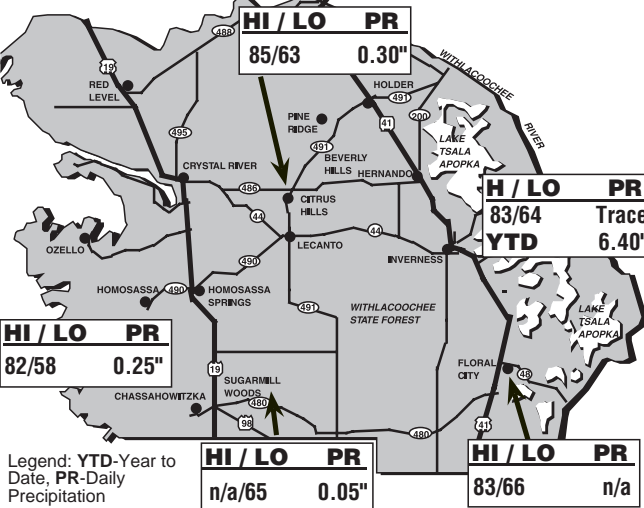 HI / LO PR
85/63 0.30"
488
19
RED
LEVEL
WITHLACOOCHEE
RIVER
HOLDER
491
200
41
PINE
RIDGE
495
491
LAKE
TSALA
APOPKA
BEVERLY
HILLS
HERNANDO
CRYSTAL RIVER
486
CITRUS
HILLS
H / LO PR
83/64 Trace
YTD 6.40"
44
44
LECANTO
OZELLO
INVERNESS
490
HOMOSASSA
490
HOMOSASSA
SPRINGS
491
WITHLACOOCHEE
STATE FOREST
LAKE
TSALA
APOPKA
HI / LO PR
82/58 0.25"
19
FLORAL
CITY
48
SUGARMILL
WOODS
CHASSAHOWITZKA
480
98
480
41
HI / LO PR
n/a/65 0.05"
HI / LO PR
83/66 n/a
Legend: YTD-Year to
Date, PR-Daily
Precipitation